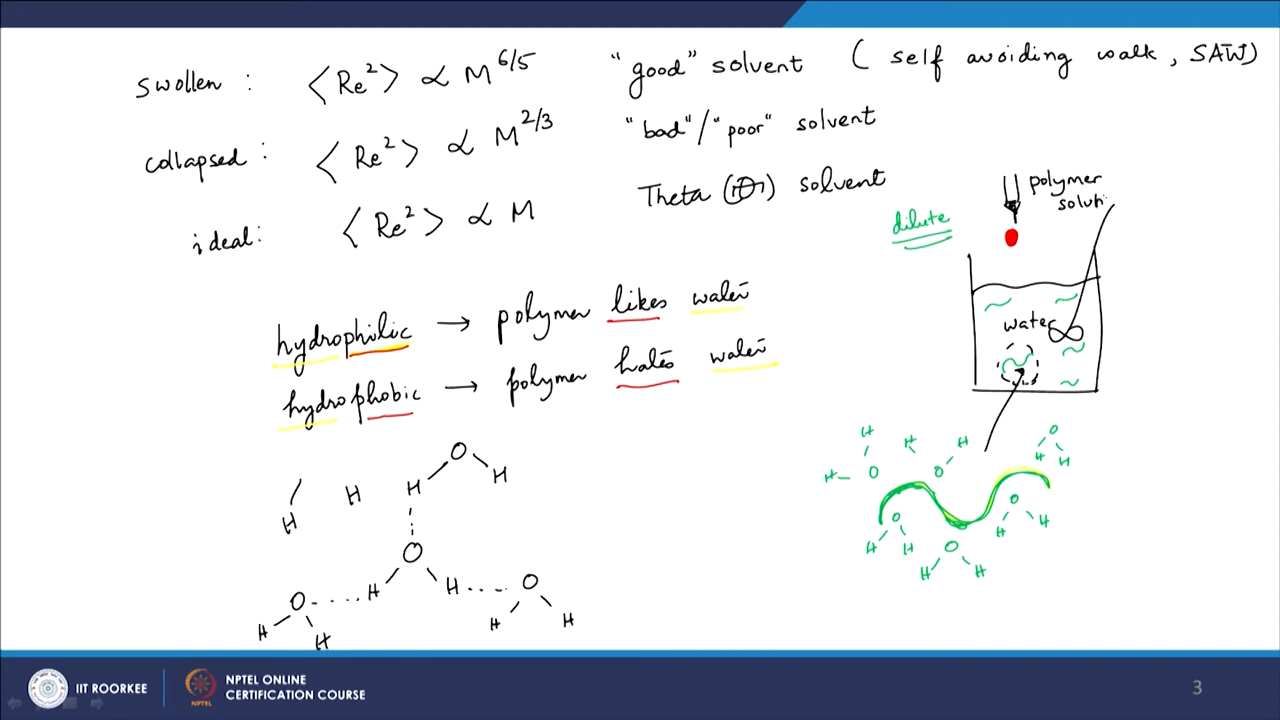 swollen : ⟨Re²⟩ ∝ M^6/5 "good" solvent ( self avoiding walk, SAW)
collapsed : ⟨Re²⟩ ∝ M^2/3 "bad"/"poor" solvent
ideal: ⟨Re²⟩ ∝ M Theta (Θ) solvent
polymer
soluti
dilute
hydrophilic → polymer likes water
hydrophobic → polymer hates water
water
H H H O
H O O H H
O O
H H O H H
O
H H
O
H H H
O
H H O
O H H
H H
IIT ROORKEE
NPTEL ONLINE
CERTIFICATION COURSE
3